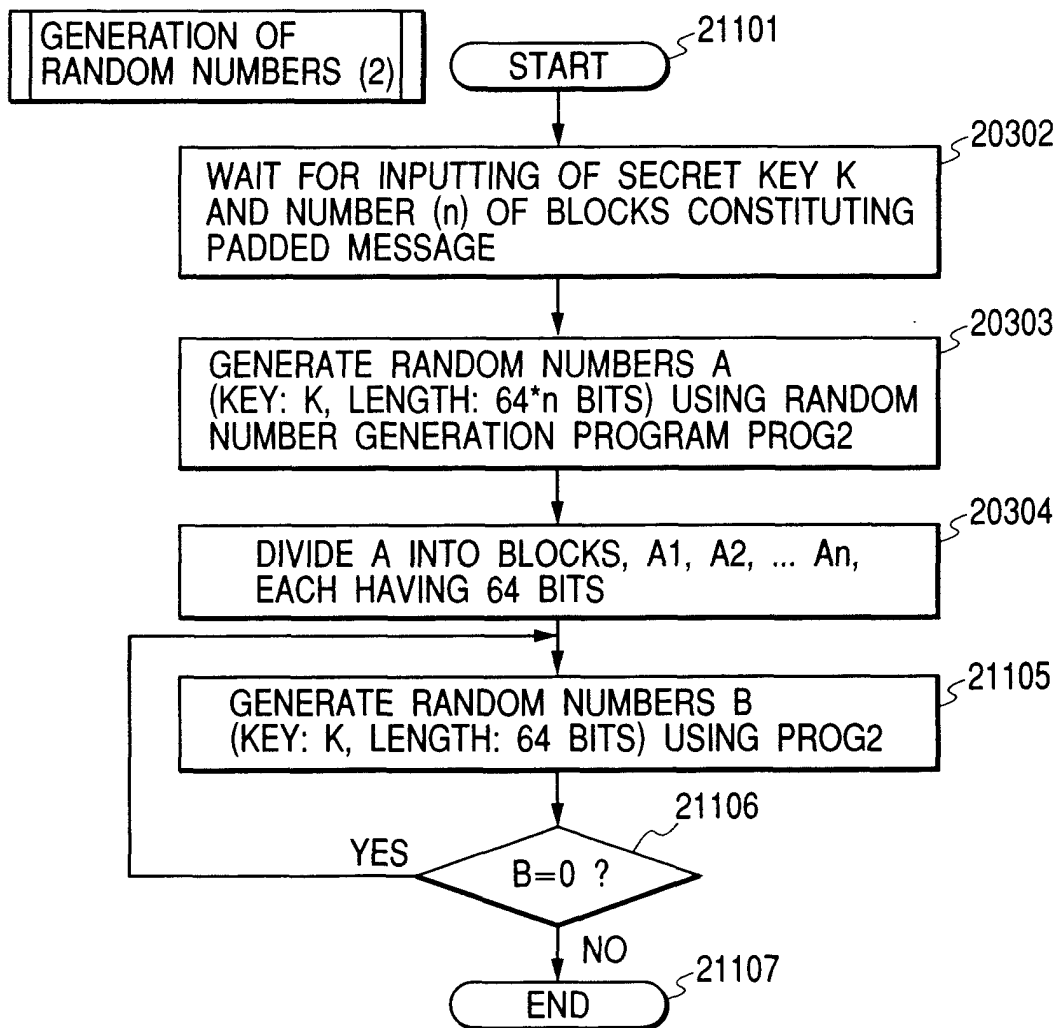 GENERATION OF
RANDOM NUMBERS (2)
START
21101
20302
WAIT FOR INPUTTING OF SECRET KEY K
AND NUMBER (n) OF BLOCKS CONSTITUTING
PADDED MESSAGE
20303
GENERATE RANDOM NUMBERS A
(KEY: K, LENGTH: 64*n BITS) USING RANDOM
NUMBER GENERATION PROGRAM PROG2
20304
DIVIDE A INTO BLOCKS, A1, A2, ... An,
EACH HAVING 64 BITS
21105
GENERATE RANDOM NUMBERS B
(KEY: K, LENGTH: 64 BITS) USING PROG2
21106
YES
B=0 ?
NO
21107
END